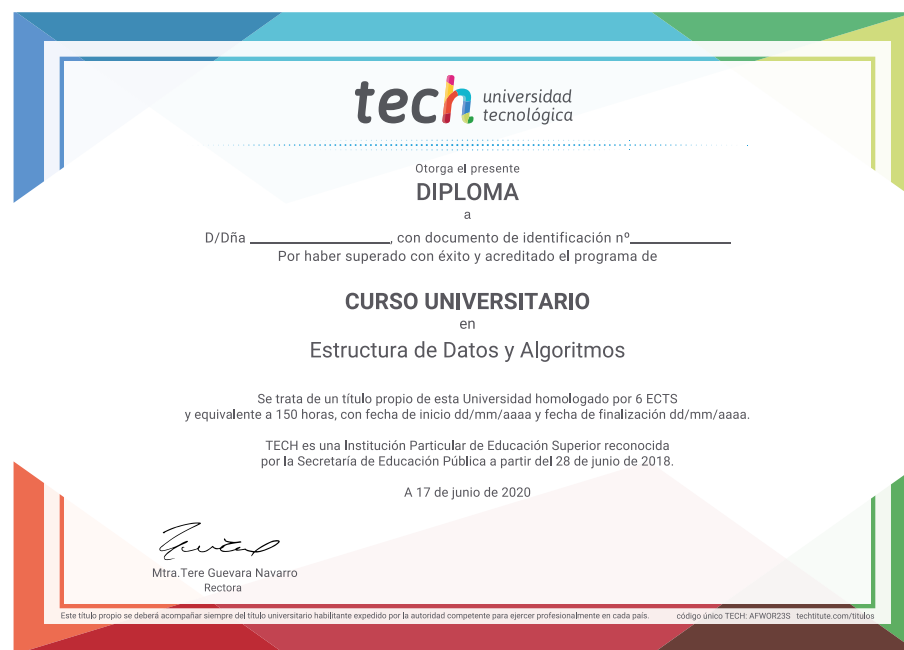 tech universidad
tecnológica
Otorga el presente
DIPLOMA
a
D/Dña ____________________, con documento de identificación nº______________
Por haber superado con éxito y acreditado el programa de
CURSO UNIVERSITARIO
en
Estructura de Datos y Algoritmos
Se trata de un título propio de esta Universidad homologado por 6 ECTS
y equivalente a 150 horas, con fecha de inicio dd/mm/aaaa y fecha de finalización dd/mm/aaaa.
TECH es una Institución Particular de Educación Superior reconocida
por la Secretaría de Educación Pública a partir del 28 de junio de 2018.
A 17 de junio de 2020
Mtra.Tere Guevara Navarro
Rectora
Este título propio se deberá acompañar siempre del título universitario habilitante expedido por la autoridad competente para ejercer profesionalmente en cada país. código único TECH: AFWOR23S techtitute.com/titulos